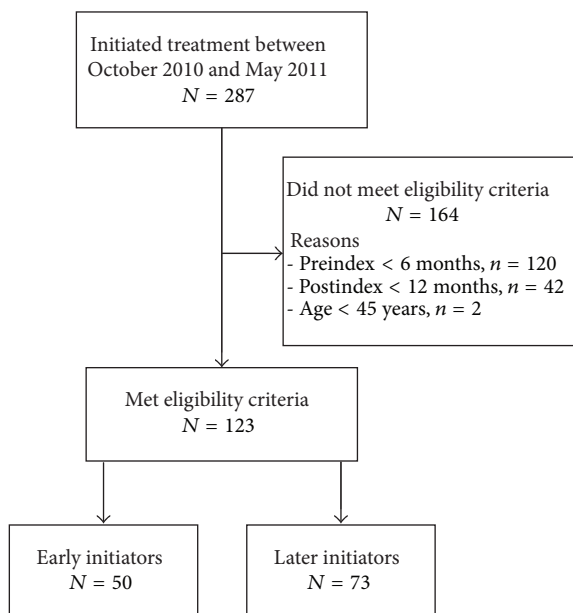 Initiated treatment between
October 2010 and May 2011
N = 287
Did not meet eligibility criteria
N = 164
Reasons
- Preindex < 6 months, n = 120
- Postindex < 12 months, n = 42
- Age < 45 years, n = 2
Met eligibility criteria
N = 123
Early initiators
N = 50
Later initiators
N = 73